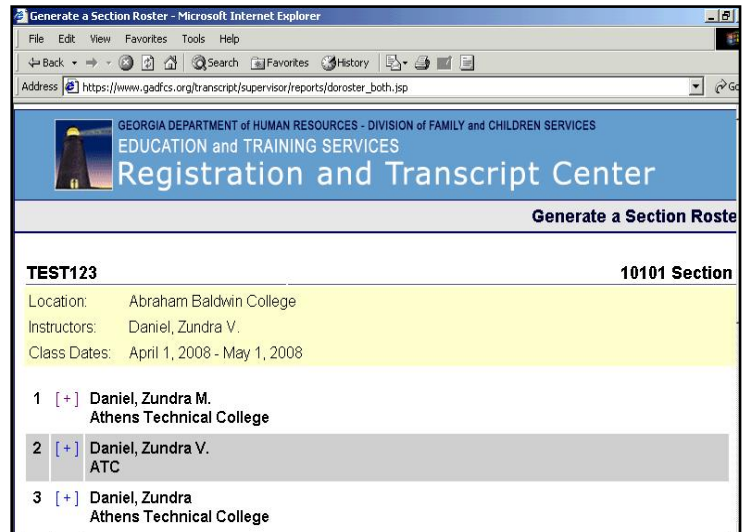 Generate a Section Roster - Microsoft Internet Explorer
File Edit View Favorites Tools Help
Back Search Favorites History
Address https://www.gadfcs.org/transcript/supervisor/reports/doroster_both.jsp Go
GEORGIA DEPARTMENT of HUMAN RESOURCES - DIVISION of FAMILY and CHILDREN SERVICES
EDUCATION and TRAINING SERVICES
Registration and Transcript Center
Generate a Section Roste
TEST123 10101 Section
Location: Abraham Baldwin College
Instructors: Daniel, Zundra V.
Class Dates: April 1, 2008 - May 1, 2008
1 [+] Daniel, Zundra M.
Athens Technical College
2 [+] Daniel, Zundra V.
ATC
3 [+] Daniel, Zundra
Athens Technical College